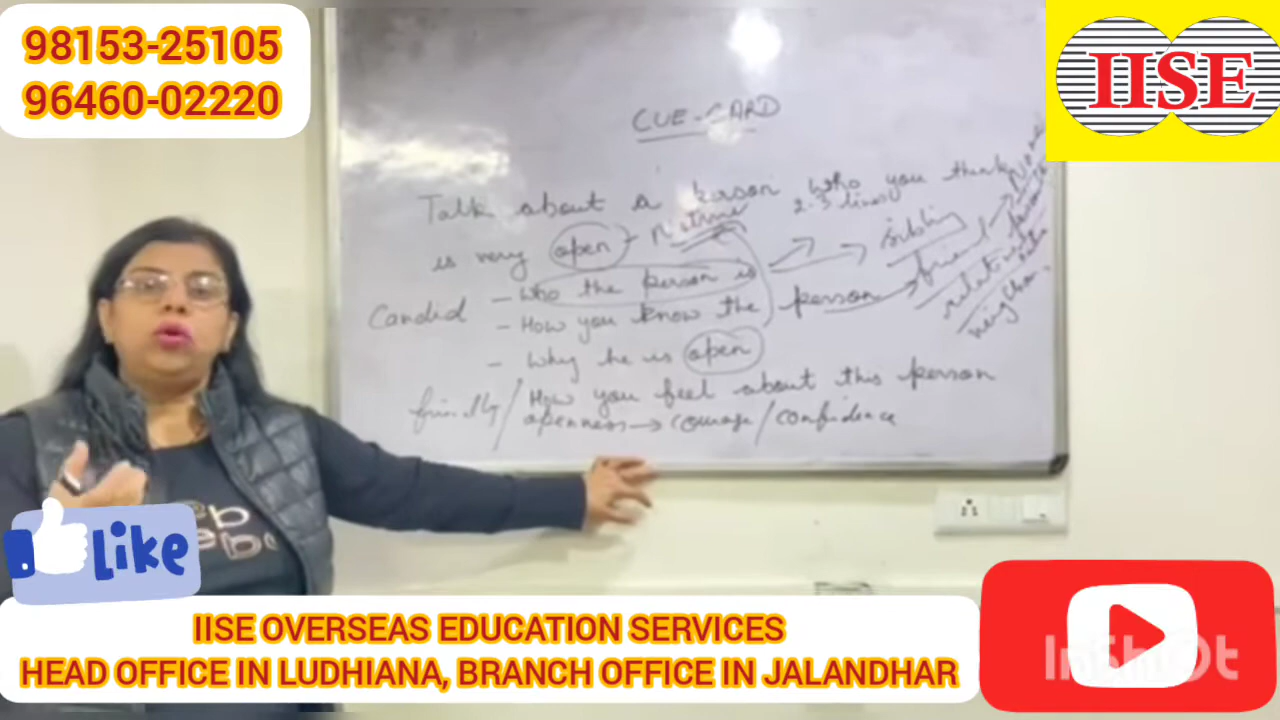 98153-25105
96460-02220
IISE
CUE-CARD
Talk about a person who you think
is very open - Nature 2-3 lines
Candid - Who the person is sibling
- How you know the person friend
relative
- Why he is open
friendly / How you feel about this person
openness → courage/confidence
Like
IISE OVERSEAS EDUCATION SERVICES
HEAD OFFICE IN LUDHIANA, BRANCH OFFICE IN JALANDHAR
InShOt